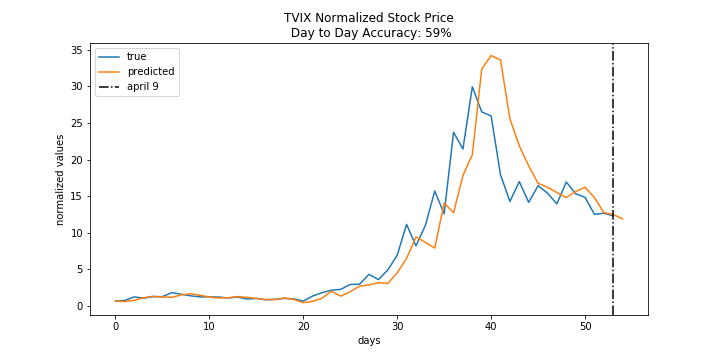 TVIX Normalized Stock Price
Day to Day Accuracy: 59%
true
predicted
april 9
normalized values
35
30
25
20
15
10
5
0
0 10 20 30 40 50
days